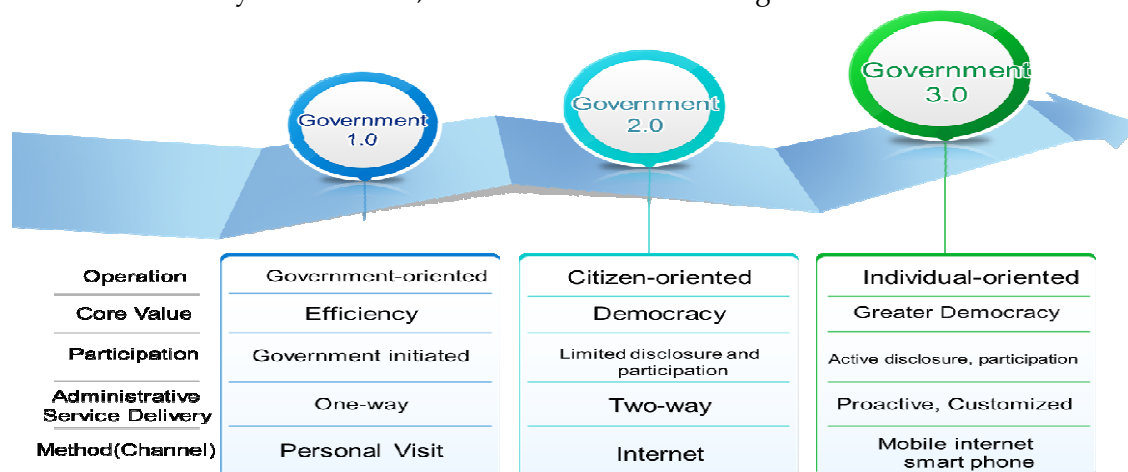 Government
1.0
Government
2.0
Government
3.0
Operation
Government-oriented
Citizen-oriented
Individual-oriented
Core Value
Efficiency
Democracy
Greater Democracy
Participation
Government initiated
Limited disclosure and
participation
Active disclosure, participation
Administrative
Service Delivery
One-way
Two-way
Proactive, Customized
Method(Channel)
Personal Visit
Internet
Mobile internet
smart phone